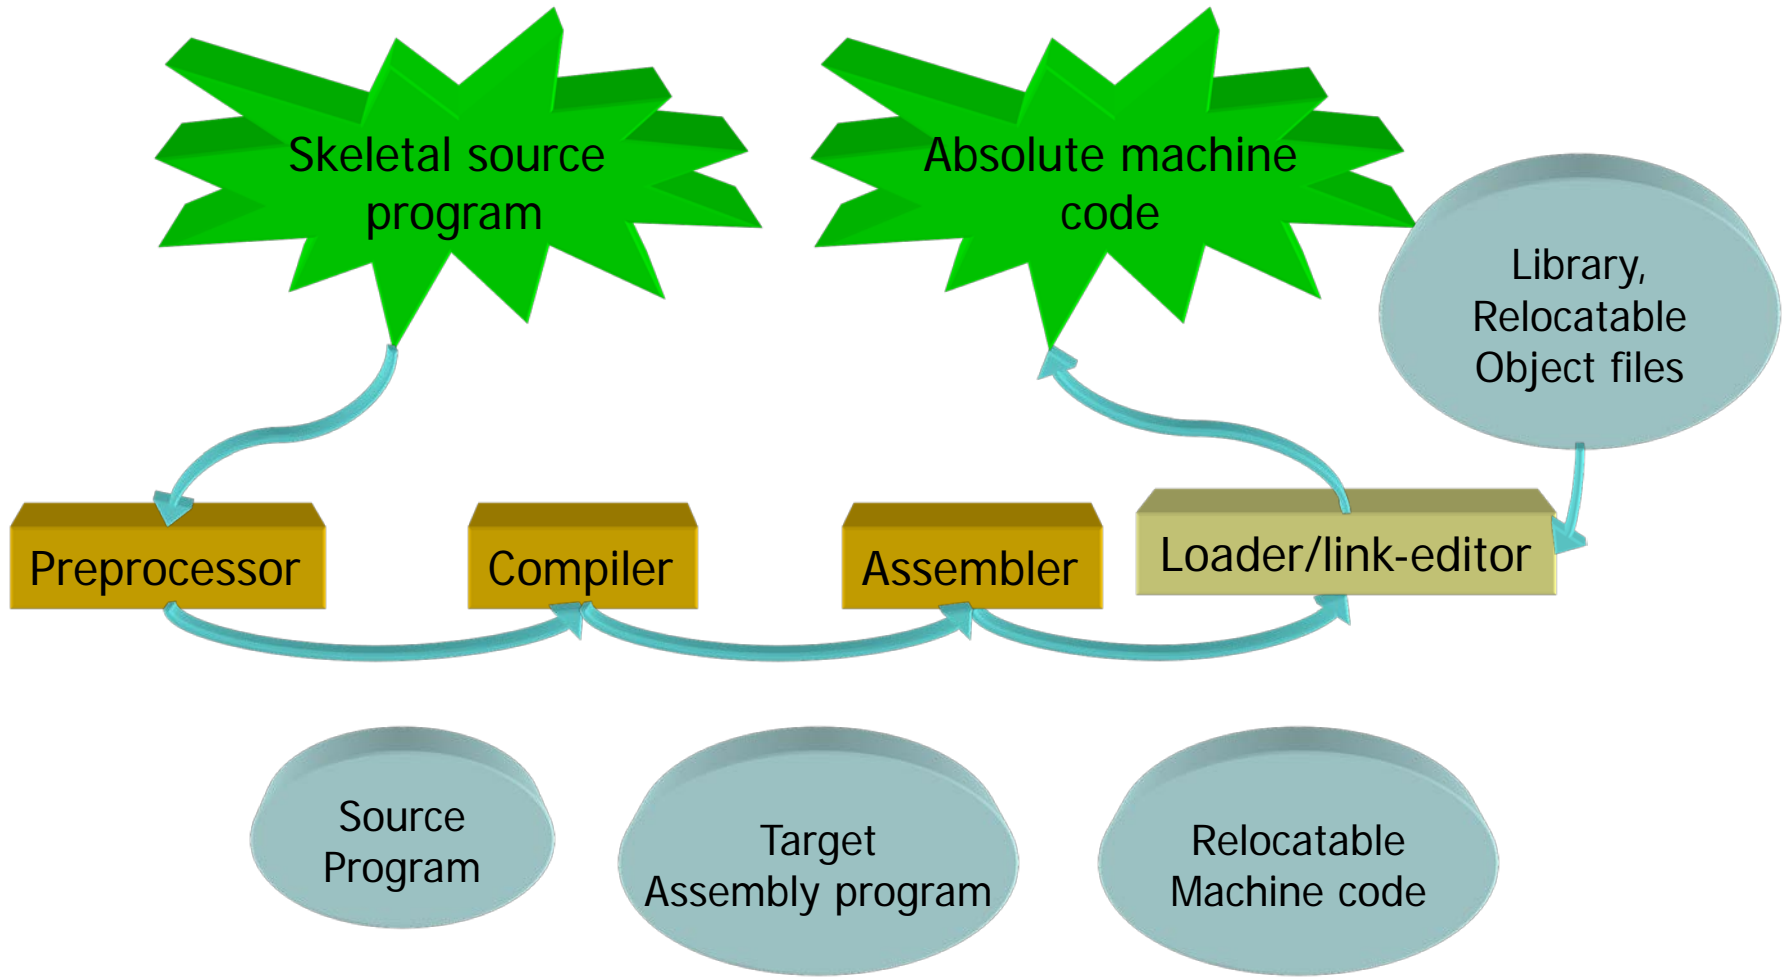 Skeletal source
program
Absolute machine
code
Library,
Relocatable
Object files
Preprocessor
Compiler
Assembler
Loader/link-editor
Source
Program
Target
Assembly program
Relocatable
Machine code